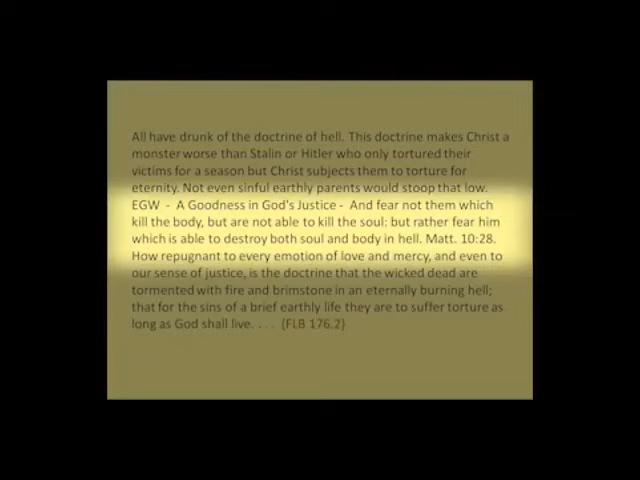 All have drunk of the doctrine of hell. This doctrine makes Christ a
monster worse than Stalin or Hitler who only tortured their
victims for a season but Christ subjects them to torture for
eternity. Not even sinful earthly parents would stoop that low.
EGW - A Goodness in God's Justice - And fear not them which
kill the body, but are not able to kill the soul: but rather fear him
which is able to destroy both soul and body in hell. Matt. 10:28.
How repugnant to every emotion of love and mercy, and even to
our sense of justice, is the doctrine that the wicked dead are
tormented with fire and brimstone in an eternally burning hell;
that for the sins of a brief earthly life they are to suffer torture as
long as God shall live. . . . {FLB 176.2}